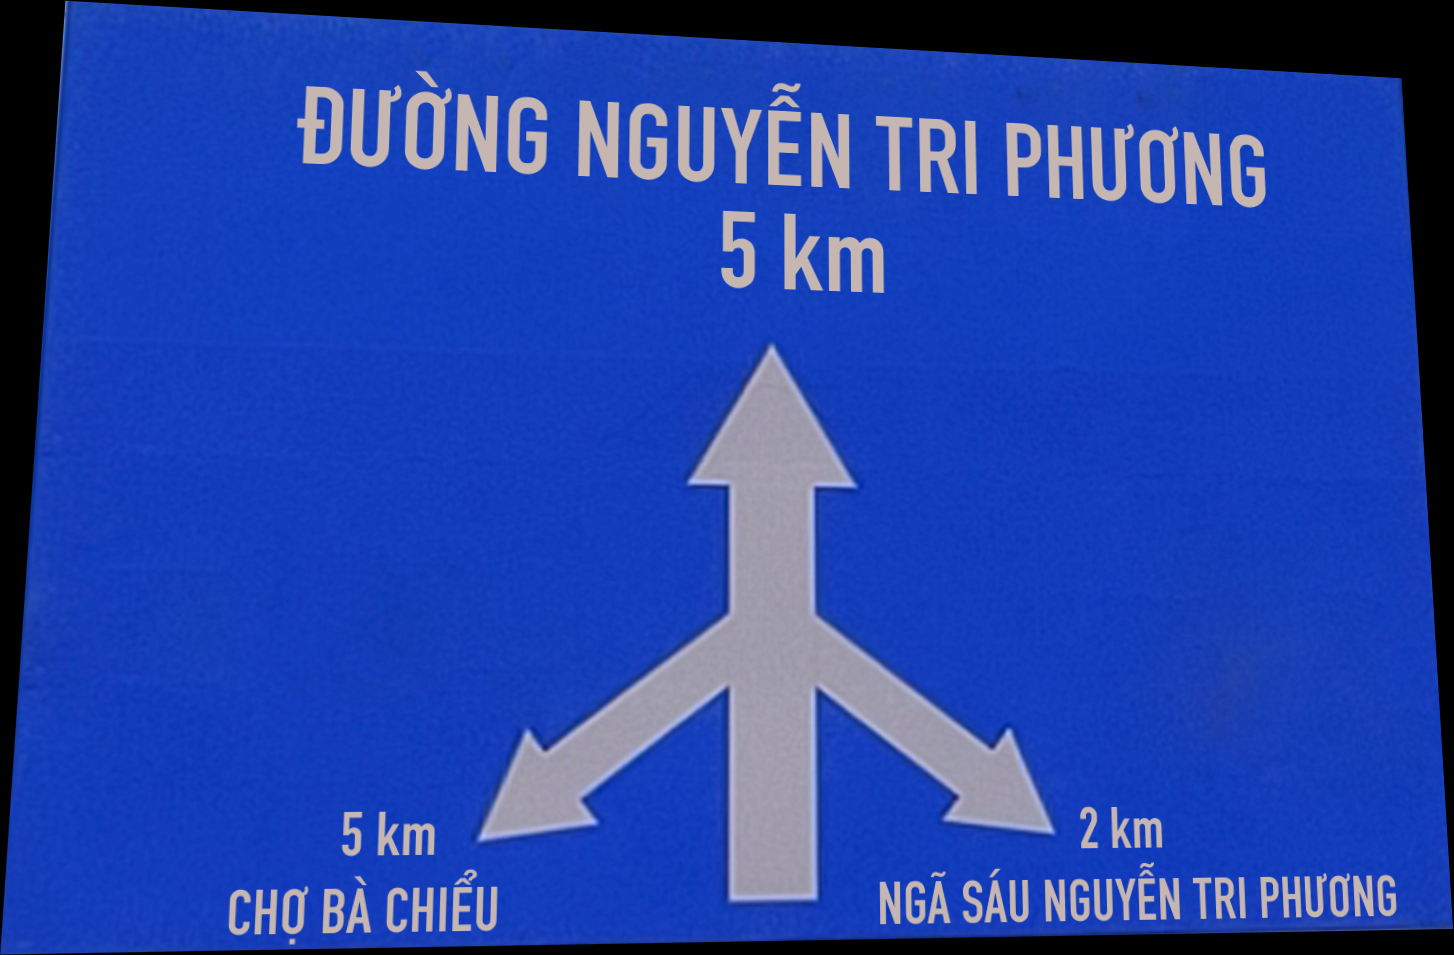 ĐƯỜNG NGUYỄN TRI PHƯƠNG
5 km
5 km
CHỢ BÀ CHIỂU
2 km
NGÃ SÁU NGUYỄN TRI PHƯƠNG